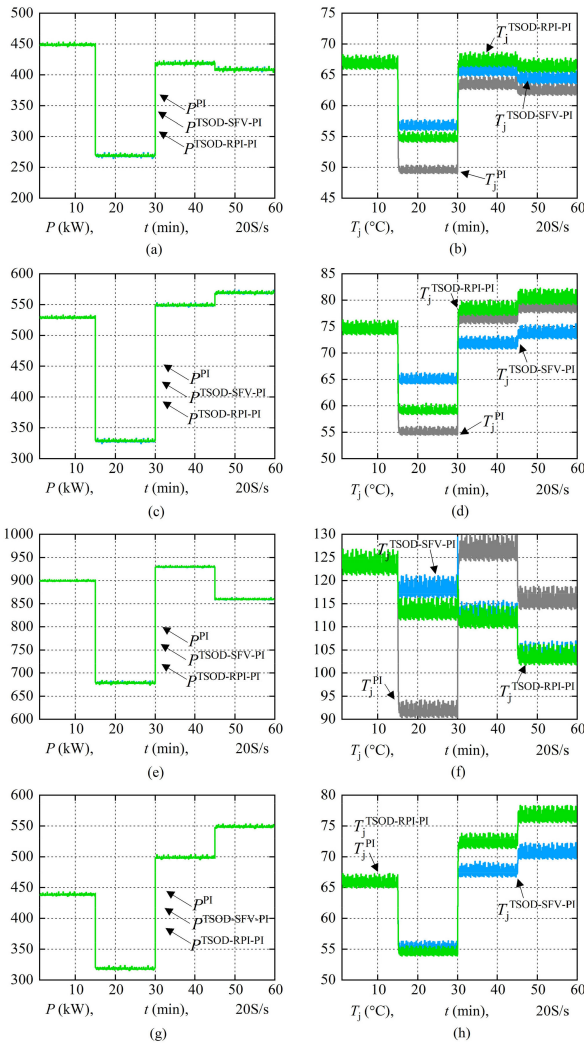 450
400
350
300
250
200
P^PI
P^TSOD-SFV-PI
P^TSOD-RPI-PI
10 20 30 40 50 60
P (kW), t (min), 20S/s
(a)
75
70
65
60
55
50
45
T_j^TSOD-RPI-PI
T_j^TSOD-SFV-PI
T_j^PI
10 20 30 40 50 60
T_j (°C), t (min), 20S/s
(b)
550
500
450
400
350
300
P^PI
P^TSOD-SFV-PI
P^TSOD-RPI-PI
10 20 30 40 50 60
P (kW), t (min), 20S/s
(c)
85
80
75
70
65
60
55
50
T_j^TSOD-RPI-PI
T_j^TSOD-SFV-PI
T_j^PI
10 20 30 40 50 60
T_j (°C), t (min), 20S/s
(d)
1000
950
900
850
800
750
700
650
600
P^PI
P^TSOD-SFV-PI
P^TSOD-RPI-PI
10 20 30 40 50 60
P (kW), t (min), 20S/s
(e)
130
125
120
115
110
105
100
95
90
T_j^TSOD-SFV-PI
T_j^PI
T_j^TSOD-RPI-PI
10 20 30 40 50 60
T_j (°C), t (min), 20S/s
(f)
600
550
500
450
400
350
300
P^PI
P^TSOD-SFV-PI
P^TSOD-RPI-PI
10 20 30 40 50 60
P (kW), t (min), 20S/s
(g)
80
75
70
65
60
55
50
T_j^TSOD-RPI-PI
T_j^PI
T_j^TSOD-SFV-PI
10 20 30 40 50 60
T_j (°C), t (min), 20S/s
(h)